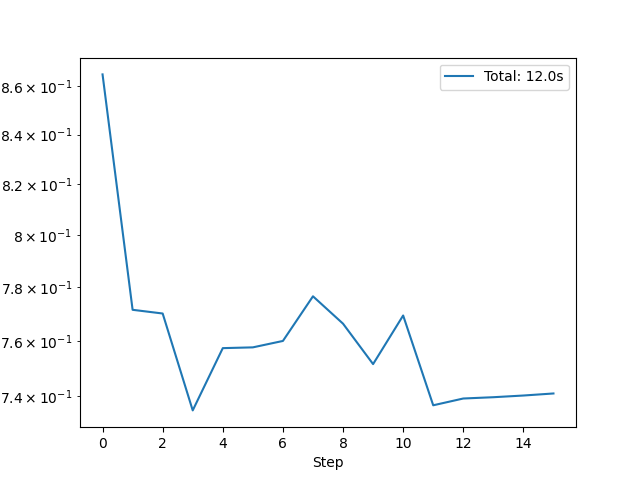 Total: 12.0s
8.6 × 10⁻¹
8.4 × 10⁻¹
8.2 × 10⁻¹
8 × 10⁻¹
7.8 × 10⁻¹
7.6 × 10⁻¹
7.4 × 10⁻¹
0 2 4 6 8 10 12 14
Step